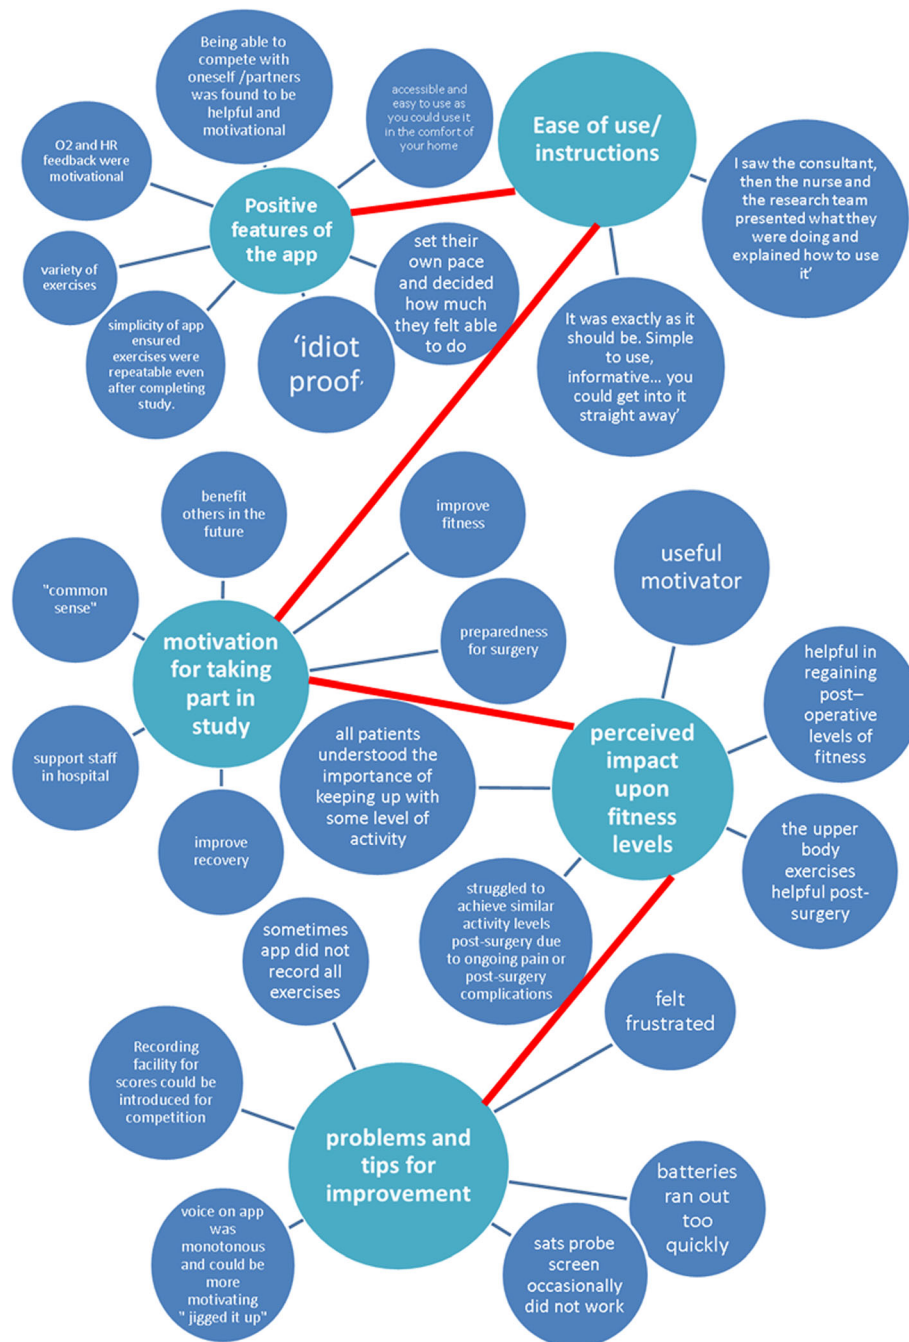 Being able to
compete with
oneself /partners
was found to be
helpful and
motivational
accessible and
easy to use as
you could use it
in the comfort of
your home
Ease of use/
instructions
O2 and HR
feedback were
motivational
I saw the consultant,
then the nurse and
the research team
presented what they
were doing and
explained how to use
it’
Positive
features of
the app
variety of
exercises
set their
own pace
and decided
how much
they felt able
to do
simplicity of app
ensured
exercises were
repeatable even
after completing
study.
‘idiot
proof’
It was exactly as it
should be. Simple
to use,
informative... you
could get into it
straight away’
benefit
others in the
future
improve
fitness
useful
motivator
"common
sense"
preparedness
for surgery
motivation
for taking
part in
study
helpful in
regaining
post–
operative
levels of
fitness
support staff
in hospital
all patients
understood the
importance of
keeping up with
some level of
activity
perceived
impact
upon
fitness
levels
improve
recovery
the upper
body
exercises
helpful post-
surgery
struggled to
achieve similar
activity levels
post-surgery due
to ongoing pain or
post-surgery
complications
sometimes
app did not
record all
exercises
felt
frustrated
Recording
facility for
scores could be
introduced for
competition
problems and
tips for
improvement
batteries
ran out
too
quickly
voice on app
was
monotonous
and could be
more
motivating
" jigged it up"
sats probe
screen
occasionally
did not work